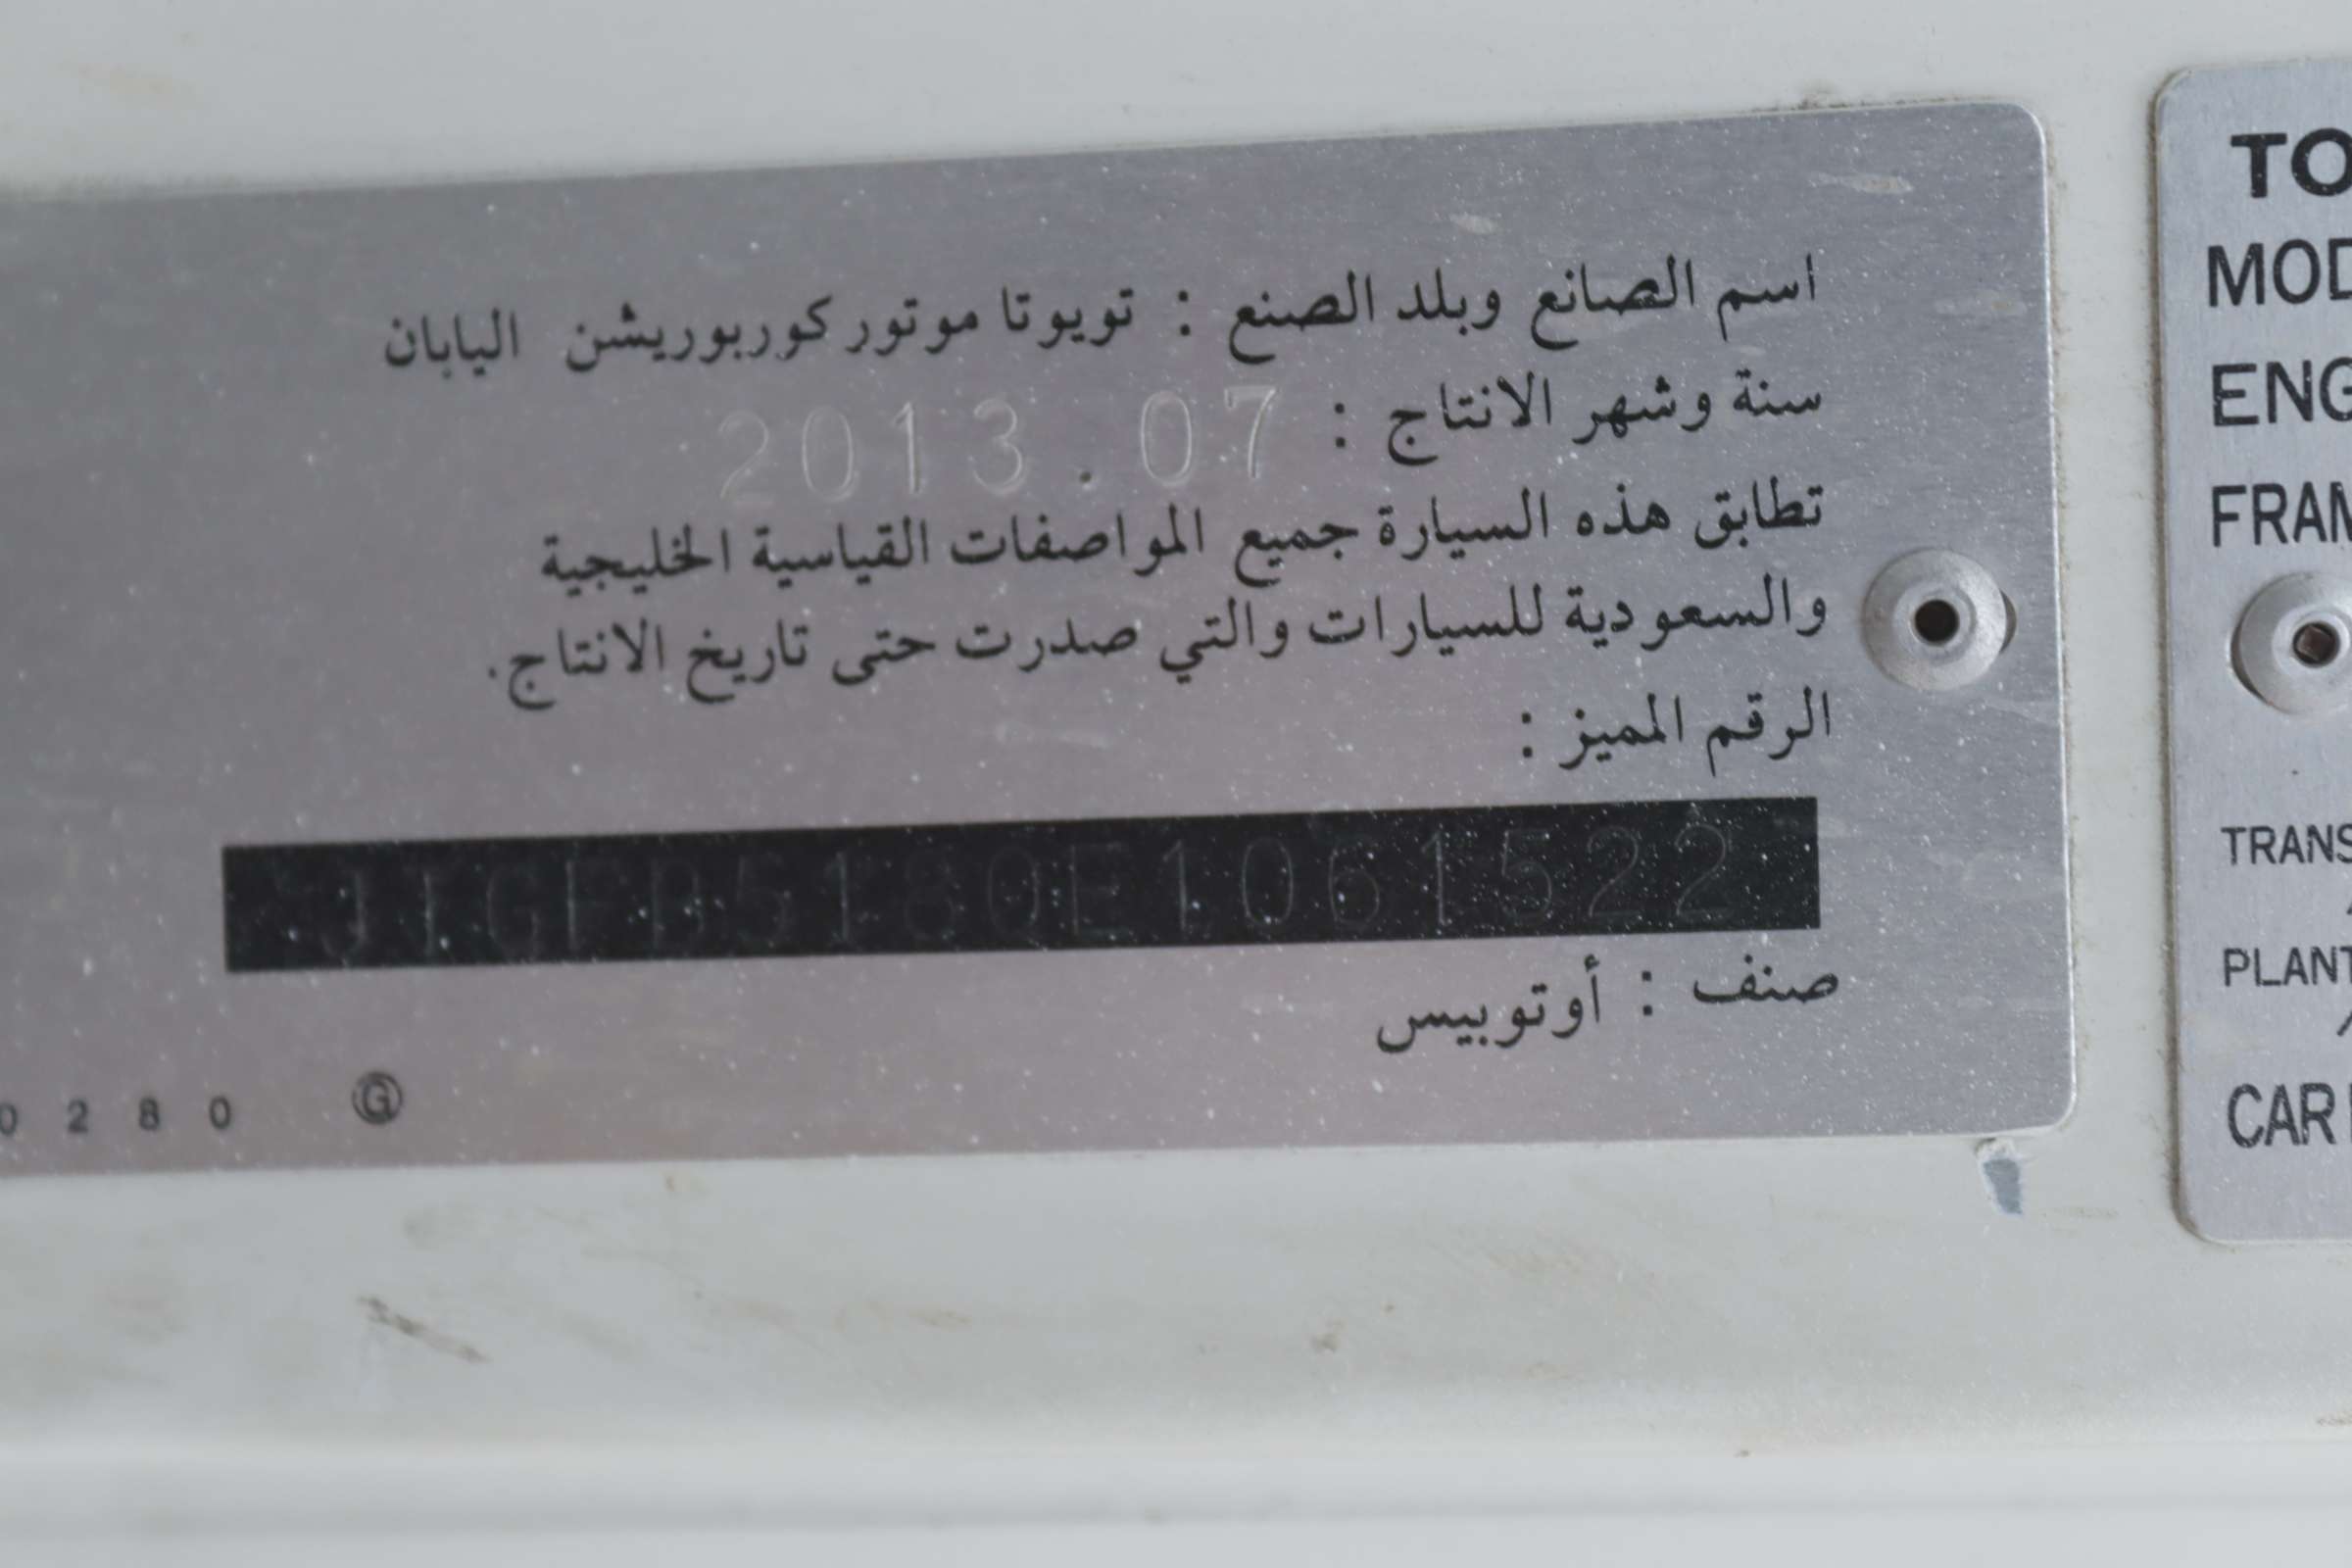 اسم الصانع وبلد الصنع : تويوتا موتور كوربوريشن اليابان
سنة وشهر الانتاج : 2013.07
تطابق هذه السيارة جميع المواصفات القياسية الخليجية
والسعودية للسيارات والتي صدرت حتى تاريخ الانتاج.
الرقم المميز :
JTGFB5180E1061522
صنف : أوتوبيس
0280 G
TO
MOD
ENG
FRAM
TRANS
PLANT
CAR